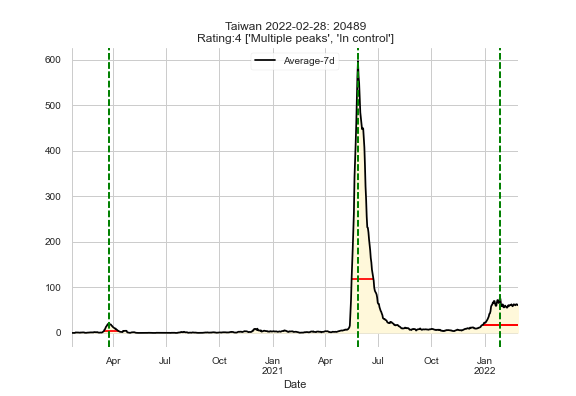 Taiwan 2022-02-28: 20489
Rating:4 ['Multiple peaks', 'In control']
Average-7d
600
500
400
300
200
100
0
Apr
Jul
Oct
Jan
2021
Apr
Jul
Oct
Jan
2022
Date